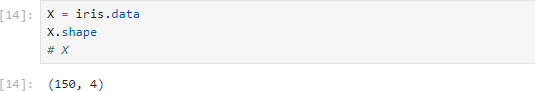 [14]: X = iris.data
X.shape
# X
[14]: (150, 4)